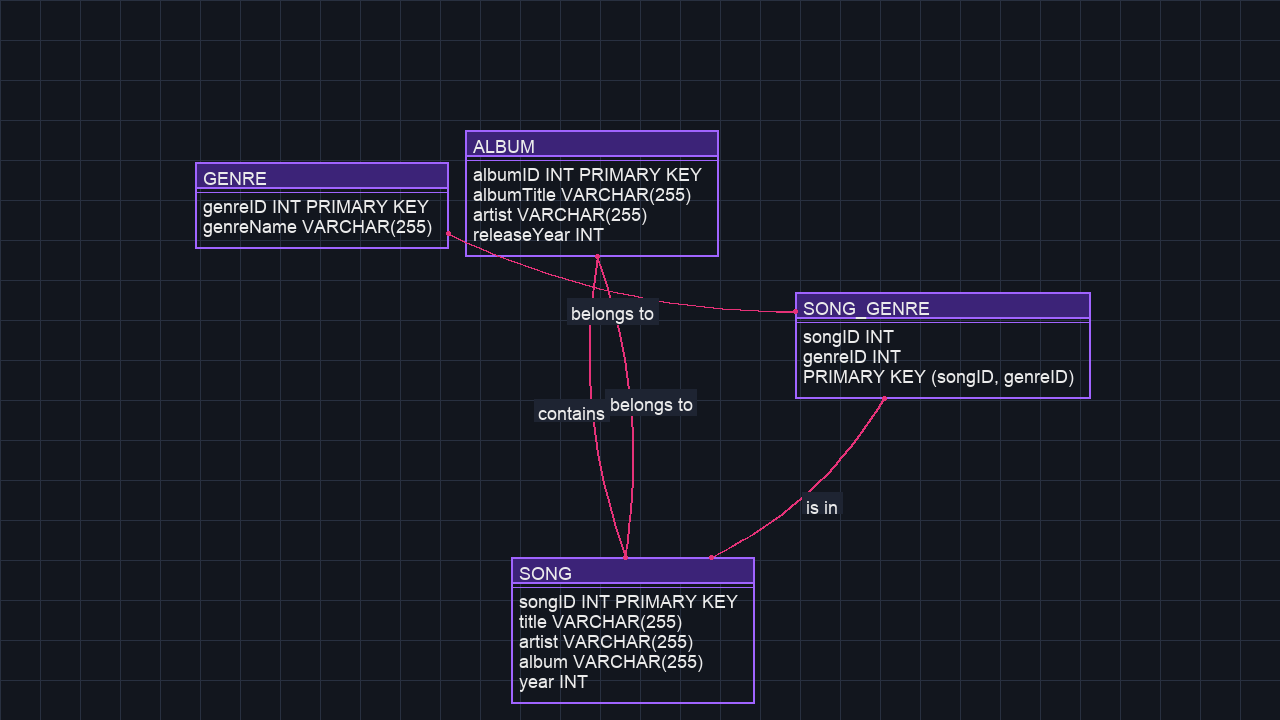 GENRE
genreID INT PRIMARY KEY
genreName VARCHAR(255)
ALBUM
albumID INT PRIMARY KEY
albumTitle VARCHAR(255)
artist VARCHAR(255)
releaseYear INT
SONG_GENRE
songID INT
genreID INT
PRIMARY KEY (songID, genreID)
belongs to
contains
belongs to
is in
SONG
songID INT PRIMARY KEY
title VARCHAR(255)
artist VARCHAR(255)
album VARCHAR(255)
year INT